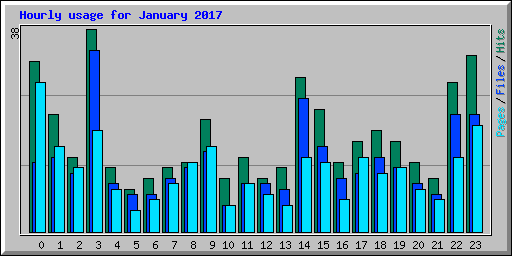 Hourly usage for January 2017
38
Pages / Files / Hits
0 1 2 3 4 5 6 7 8 9 10 11 12 13 14 15 16 17 18 19 20 21 22 23